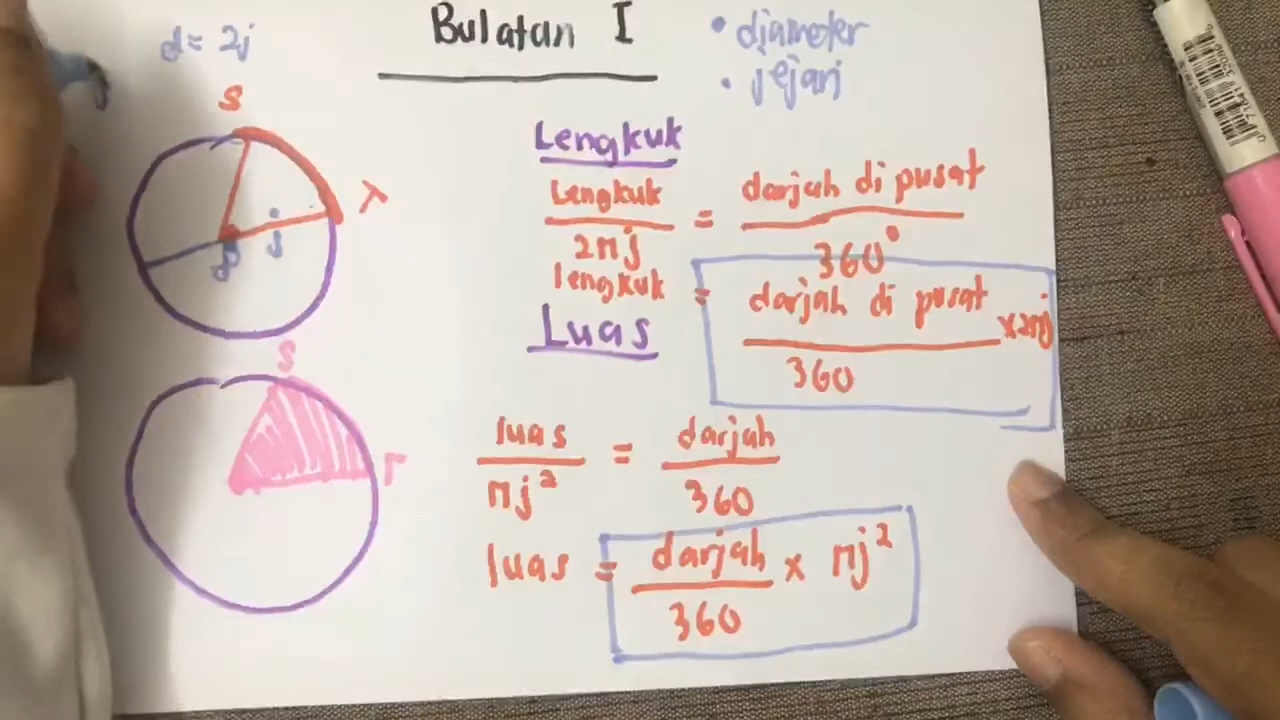 d = 2j
Bulatan I
• diameter
• jejari
S
j
d
Lengkuk
Lengkuk = darjah di pusat
2πj 360°
lengkuk = darjah di pusat × 2πj
360
Luas
S
r
luas = darjah
πj² 360
luas = darjah × πj²
360